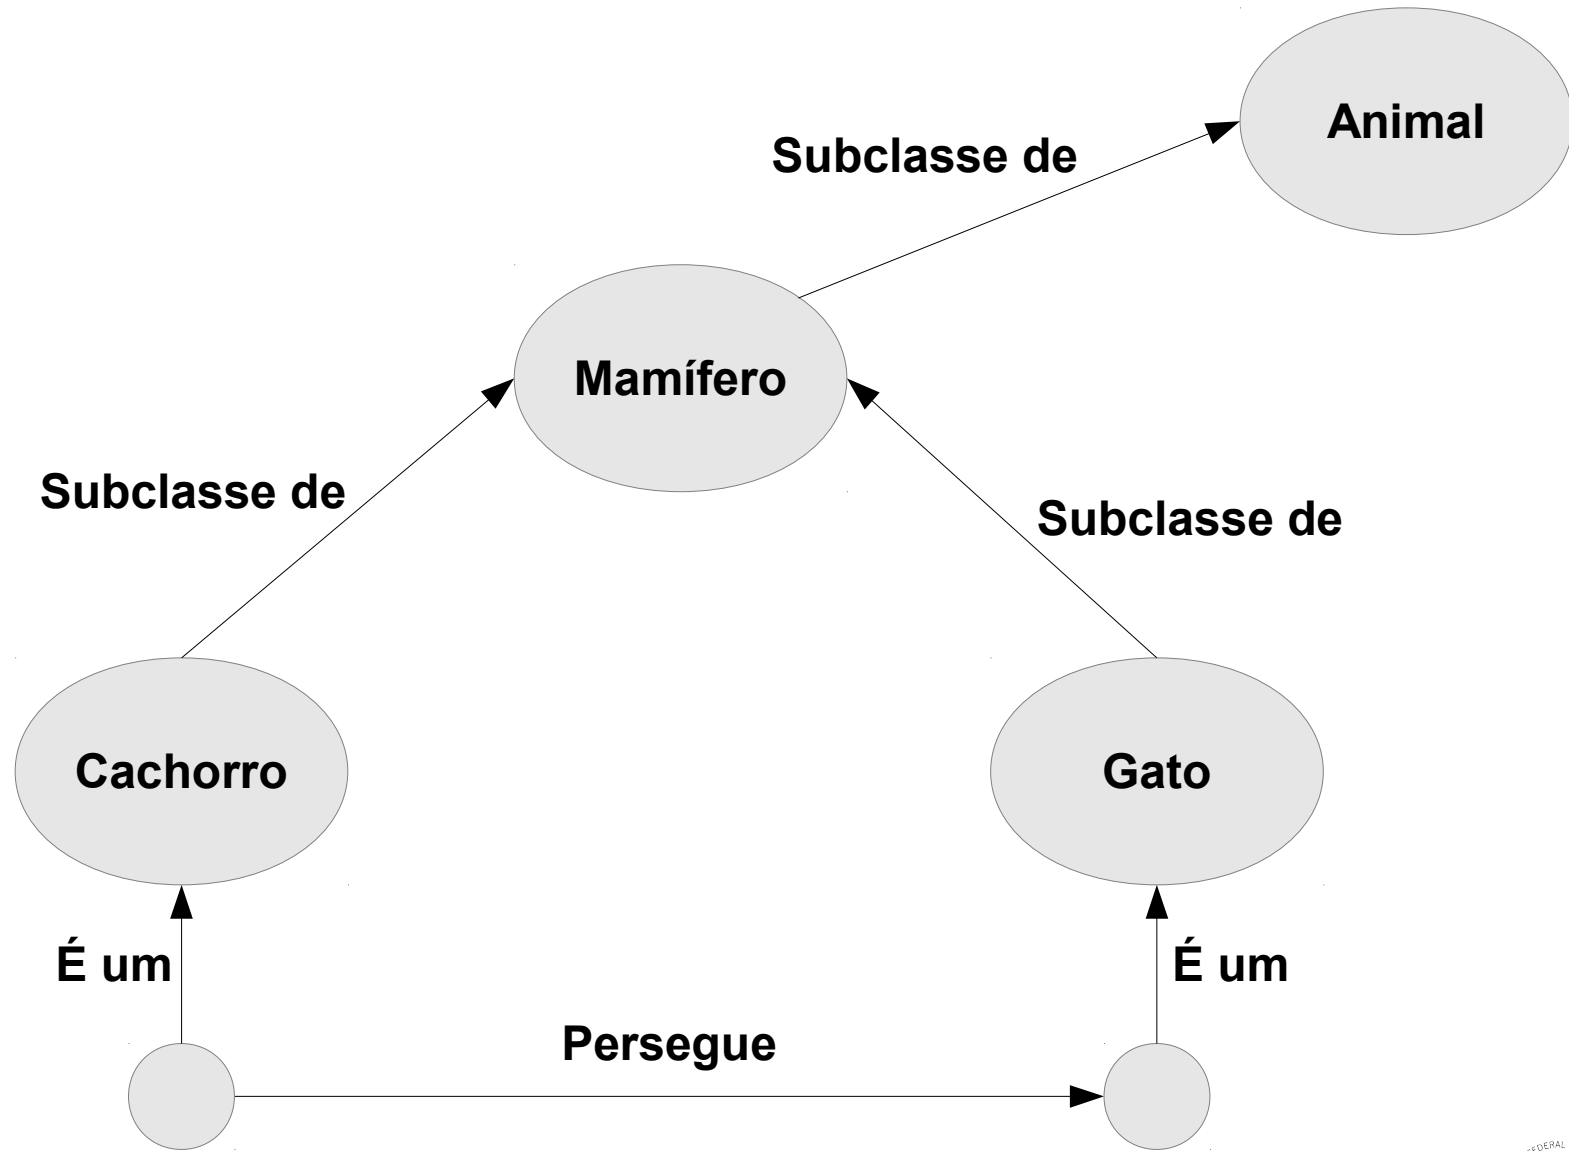 Animal
Subclasse de
Mamífero
Subclasse de
Subclasse de
Cachorro
Gato
É um
É um
Persegue